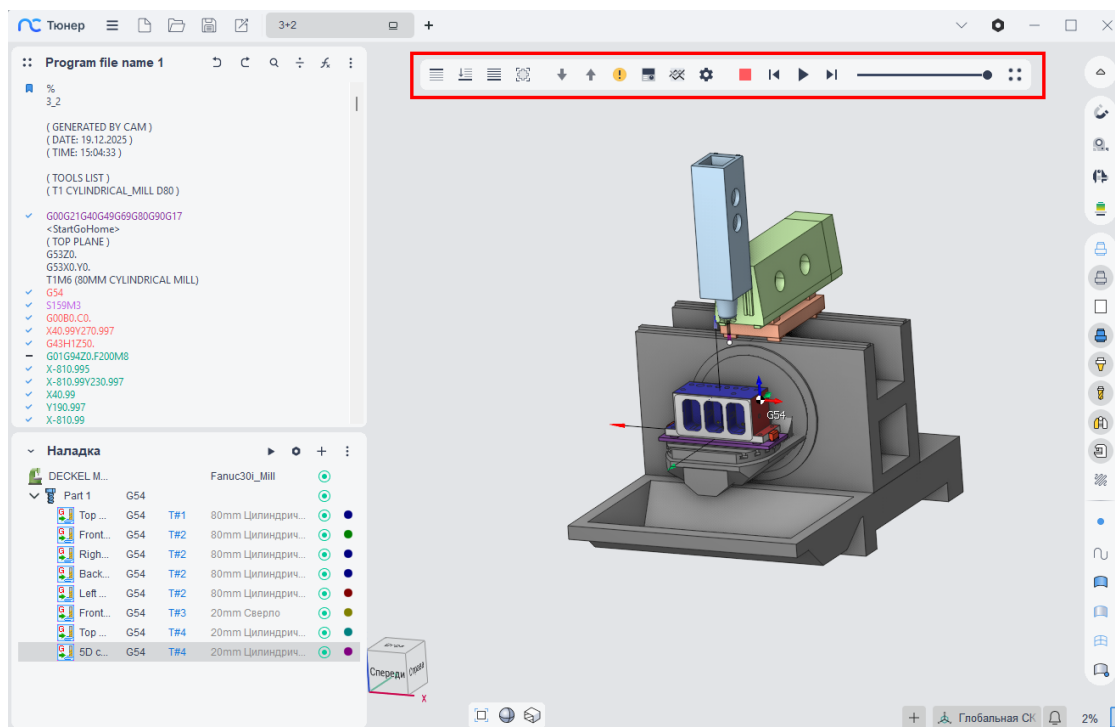 Тюнер
3+2
Program file name 1
%
3_2
( GENERATED BY CAM )
( DATE: 19.12.2025 )
( TIME: 15:04:33 )
( TOOLS LIST )
( T1 CYLINDRICAL_MILL D80 )
G00G21G40G49G69G80G90G17
<StartGoHome>
( TOP PLANE )
G53Z0.
G53X0.Y0.
T1M6 (80MM CYLINDRICAL MILL)
G54
S159M3
G00B0.C0.
X40.99Y270.997
G43H1Z50.
G01G94Z0.F200M8
X-810.995
X-810.99Y230.997
X40.99
Y190.997
X-810.99
G54
Наладка
DECKEL M... Fanuc30i_Mill
Part 1 G54
Top ... G54 T#1 80mm Цилиндрич...
Front... G54 T#2 80mm Цилиндрич...
Righ... G54 T#2 80mm Цилиндрич...
Back... G54 T#2 80mm Цилиндрич...
Left ... G54 T#2 80mm Цилиндрич...
Front... G54 T#3 20mm Сверло
Top ... G54 T#4 20mm Цилиндрич...
5D c... G54 T#4 20mm Цилиндрич...
Спереди
Справа
X
Глобальная СК
2%